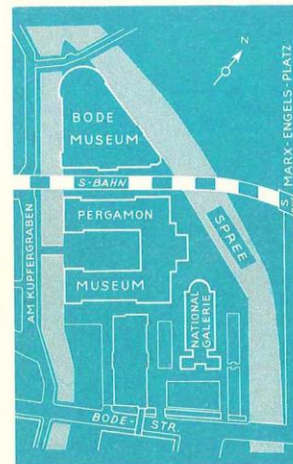 N
MARX-ENGELS-PLATZ
BODE
MUSEUM
S-BAHN
S
PERGAMON
MUSEUM
AM KUPFERGRABEN
SPREE
NATIONAL
GALERIE
BODE-STR.